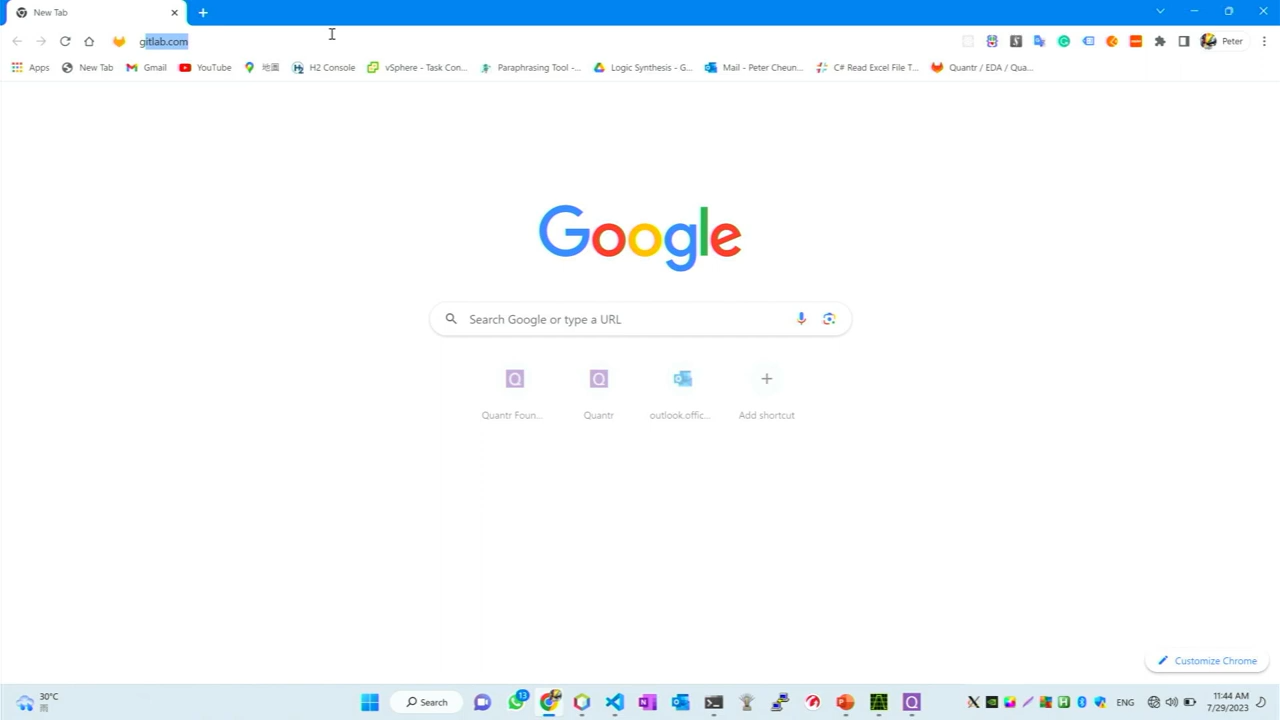 New Tab
gitlab.com
Peter
Apps
New Tab
Gmail
YouTube
地圖
H2 Console
vSphere - Task Con...
Paraphrasing Tool -...
Logic Synthesis - G...
Mail - Peter Cheun...
C# Read Excel File T...
Quantr / EDA / Qua...
Google
Search Google or type a URL
Quantr Foun...
Quantr
outlook.offic...
Add shortcut
Customize Chrome
30°C
雨
Search
13
ENG
11:44 AM
7/29/2023